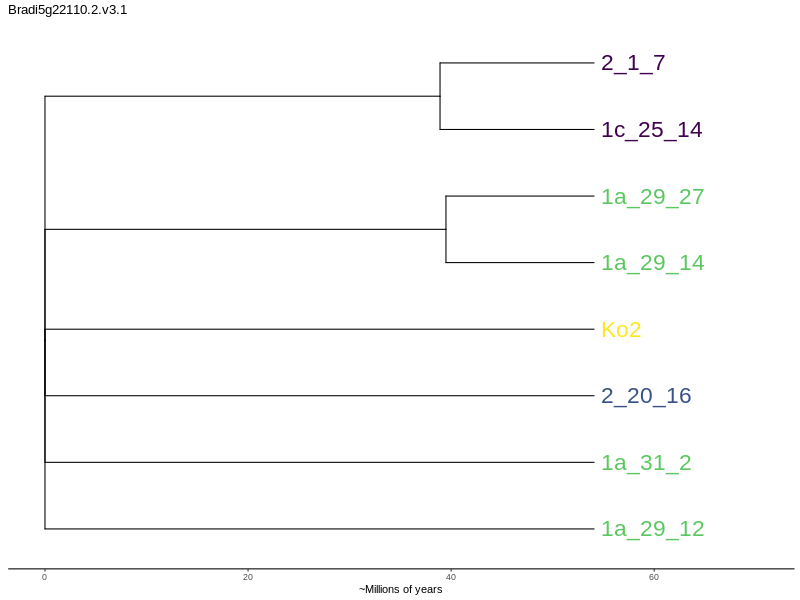 Bradi5g22110.2.v3.1
2_1_7
1c_25_14
1a_29_27
1a_29_14
Ko2
2_20_16
1a_31_2
1a_29_12
0 20 40 60
~Millions of years